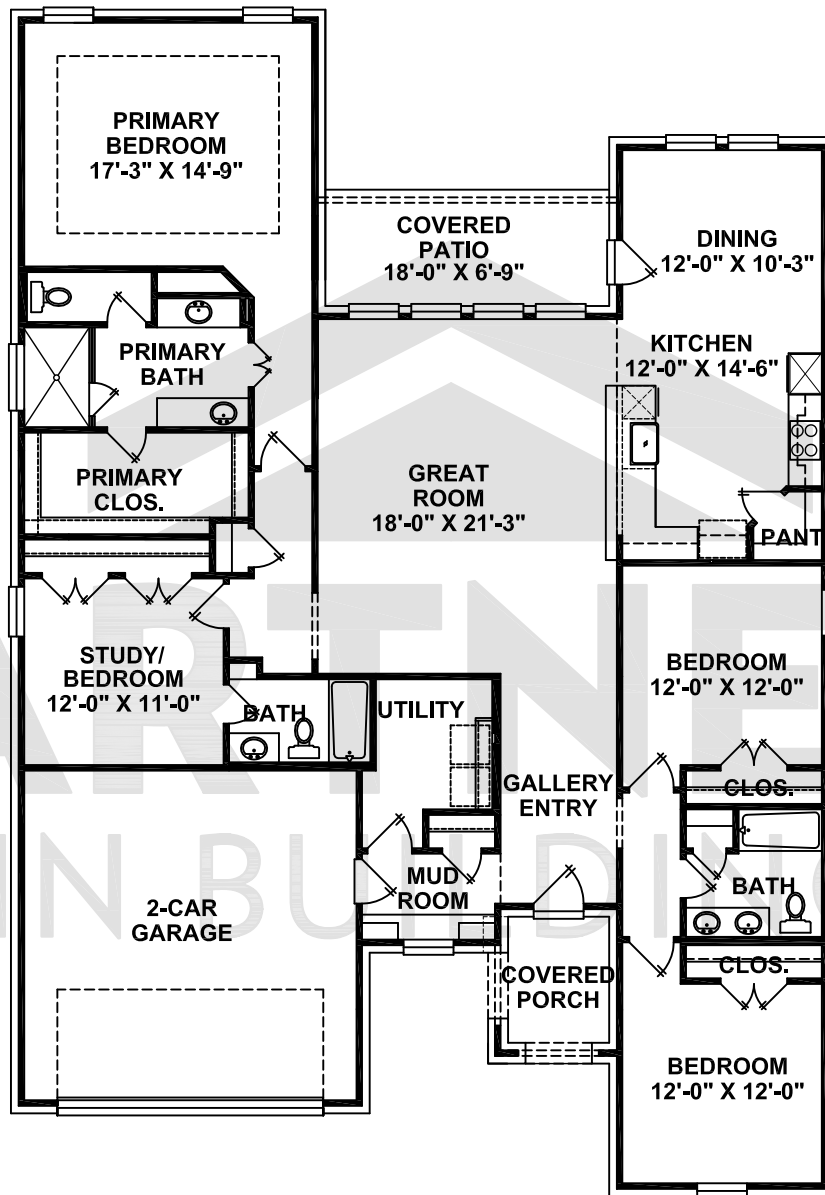 PRIMARY
BEDROOM
17'-3" X 14'-9"
COVERED
PATIO
18'-0" X 6'-9"
DINING
12'-0" X 10'-3"
KITCHEN
12'-0" X 14'-6"
PRIMARY
BATH
PRIMARY
CLOS.
GREAT
ROOM
18'-0" X 21'-3"
PANT
STUDY/
BEDROOM
12'-0" X 11'-0"
BEDROOM
12'-0" X 12'-0"
BATH
UTILITY
GALLERY
ENTRY
CLOS.
MUD
ROOM
BATH
2-CAR
GARAGE
COVERED
PORCH
CLOS.
BEDROOM
12'-0" X 12'-0"
ARTNE
IN BUILDING